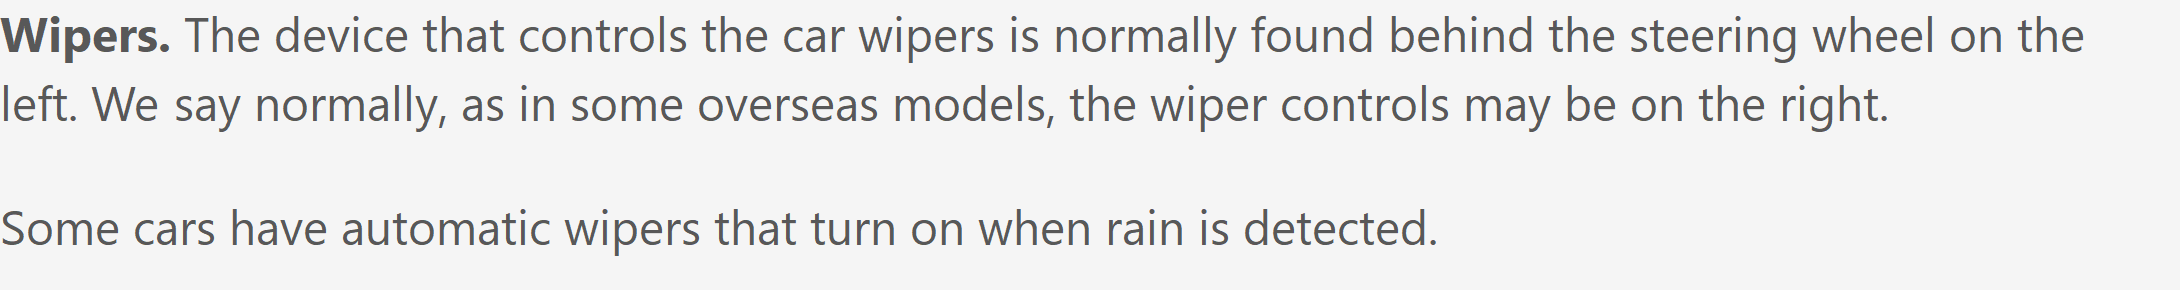 Wipers. The device that controls the car wipers is normally found behind the steering wheel on the
left. We say normally, as in some overseas models, the wiper controls may be on the right.
Some cars have automatic wipers that turn on when rain is detected.